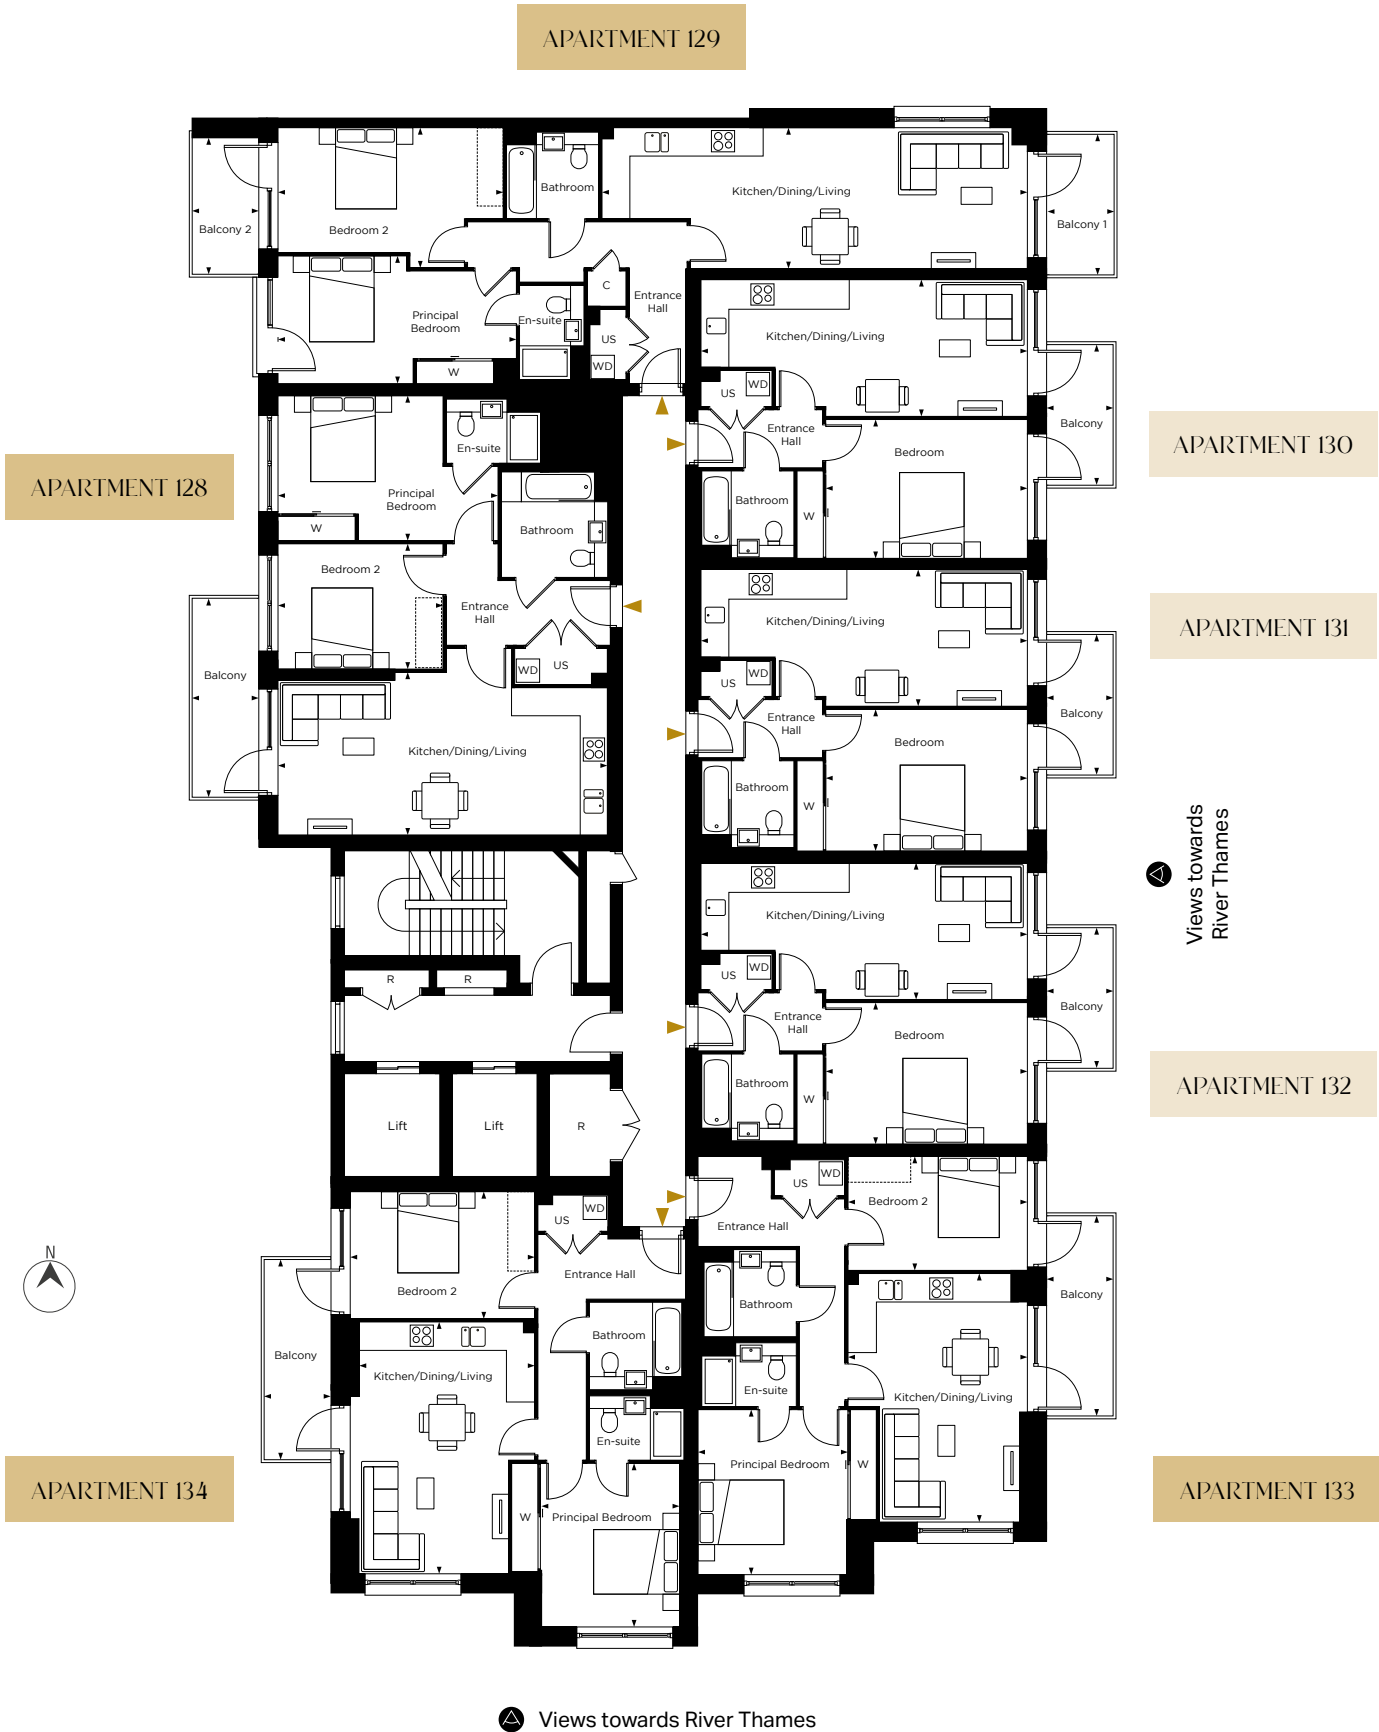 APARTMENT 129
Bathroom
Kitchen/Dining/Living
Balcony 2
Bedroom 2
Balcony 1
C
Entrance
Hall
Principal
Bedroom
En-suite
US
WD
W
Kitchen/Dining/Living
US
WD
Entrance
Hall
Balcony
Bedroom
Bathroom
W
APARTMENT 130
APARTMENT 128
En-suite
Principal
Bedroom
W
Bathroom
Bedroom 2
Entrance
Hall
WD
US
Balcony
Kitchen/Dining/Living
Kitchen/Dining/Living
US
WD
Entrance
Hall
Balcony
Bedroom
Bathroom
W
APARTMENT 131
Views towards
River Thames
Kitchen/Dining/Living
US
WD
Entrance
Hall
Balcony
Bedroom
Bathroom
W
APARTMENT 132
R
R
Lift
Lift
R
US
WD
Bedroom 2
Entrance Hall
Bathroom
Balcony
En-suite
Kitchen/Dining/Living
Principal Bedroom
W
APARTMENT 133
N
US
WD
Entrance Hall
Bedroom 2
Bathroom
Balcony
Kitchen/Dining/Living
En-suite
W
Principal Bedroom
APARTMENT 134
Views towards River Thames